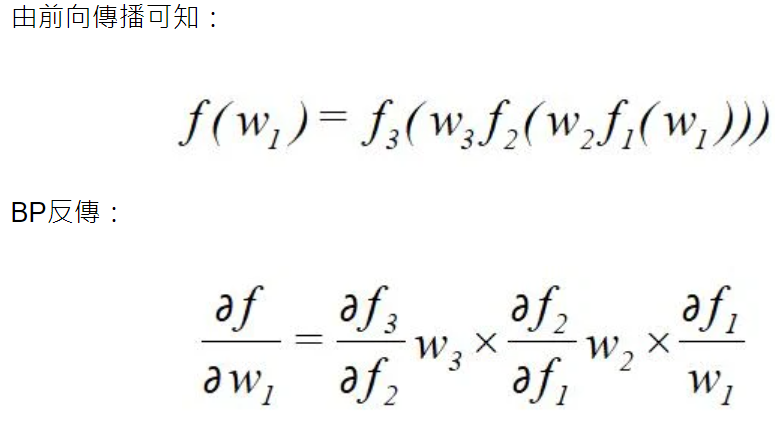 由前向傳播可知：
f(w₁)= f₃(w₃f₂(w₂f₁(w₁)))
BP反傳：
∂f/∂w₁ = ∂f₃/∂f₂ w₃ × ∂f₂/∂f₁ w₂ × ∂f₁/w₁